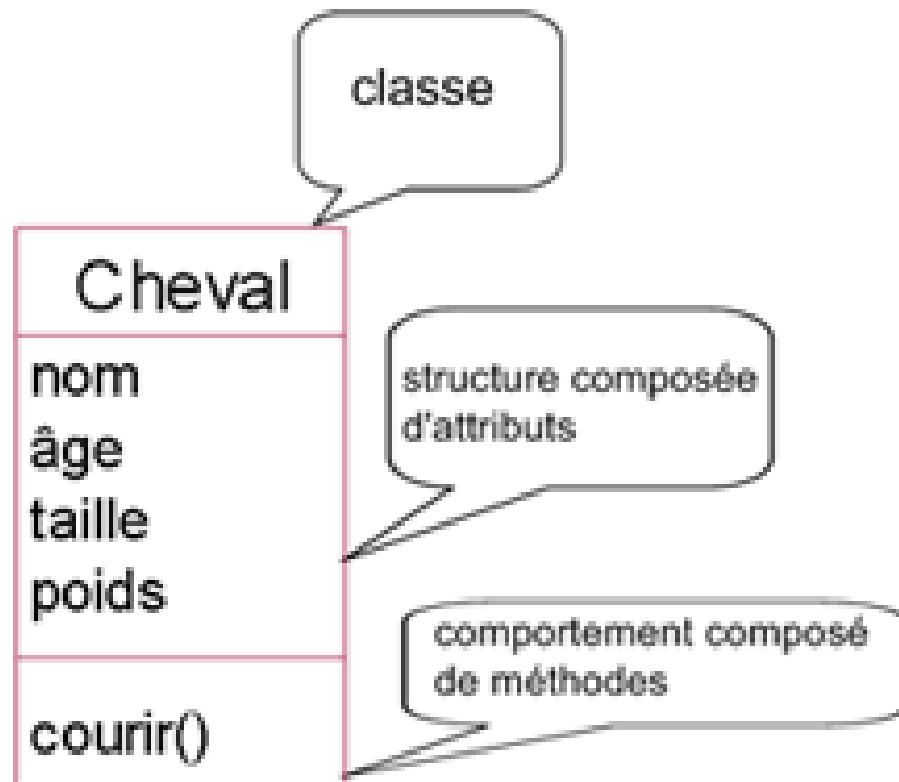 classe
Cheval
nom
âge
taille
poids
structure composée
d'attributs
courir()
comportement composé
de méthodes